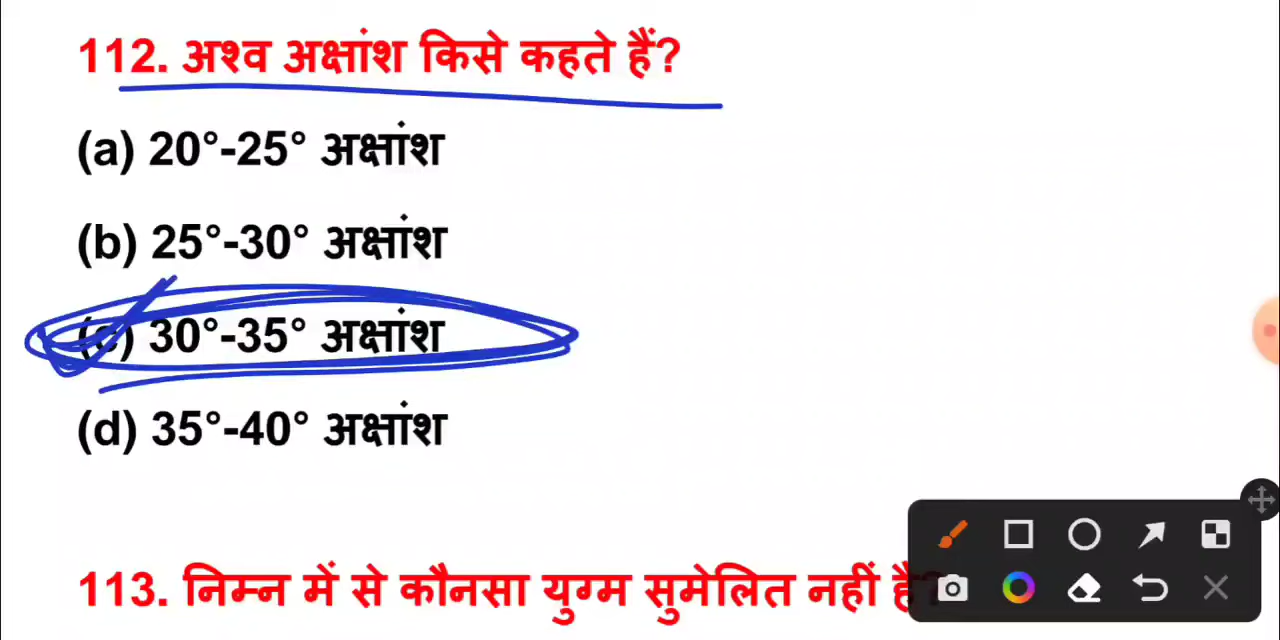 112. अश्व अक्षांश किसे कहते हैं?
(a) 20°-25° अक्षांश
(b) 25°-30° अक्षांश
(c) 30°-35° अक्षांश
(d) 35°-40° अक्षांश
113. निम्न में से कौनसा युग्म सुमेलित नहीं है?